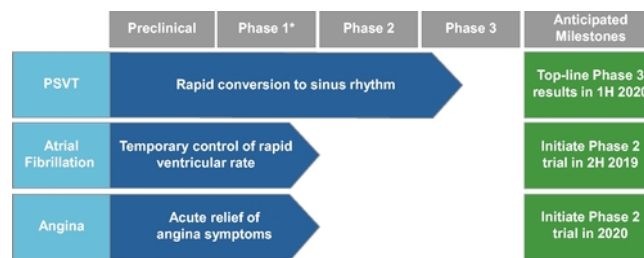 Preclinical
Phase 1*
Phase 2
Phase 3
Anticipated
Milestones
PSVT
Rapid conversion to sinus rhythm
Top-line Phase 3
results in 1H 2020
Atrial
Fibrillation
Temporary control of rapid
ventricular rate
Initiate Phase 2
trial in 2H 2019
Angina
Acute relief of
angina symptoms
Initiate Phase 2
trial in 2020